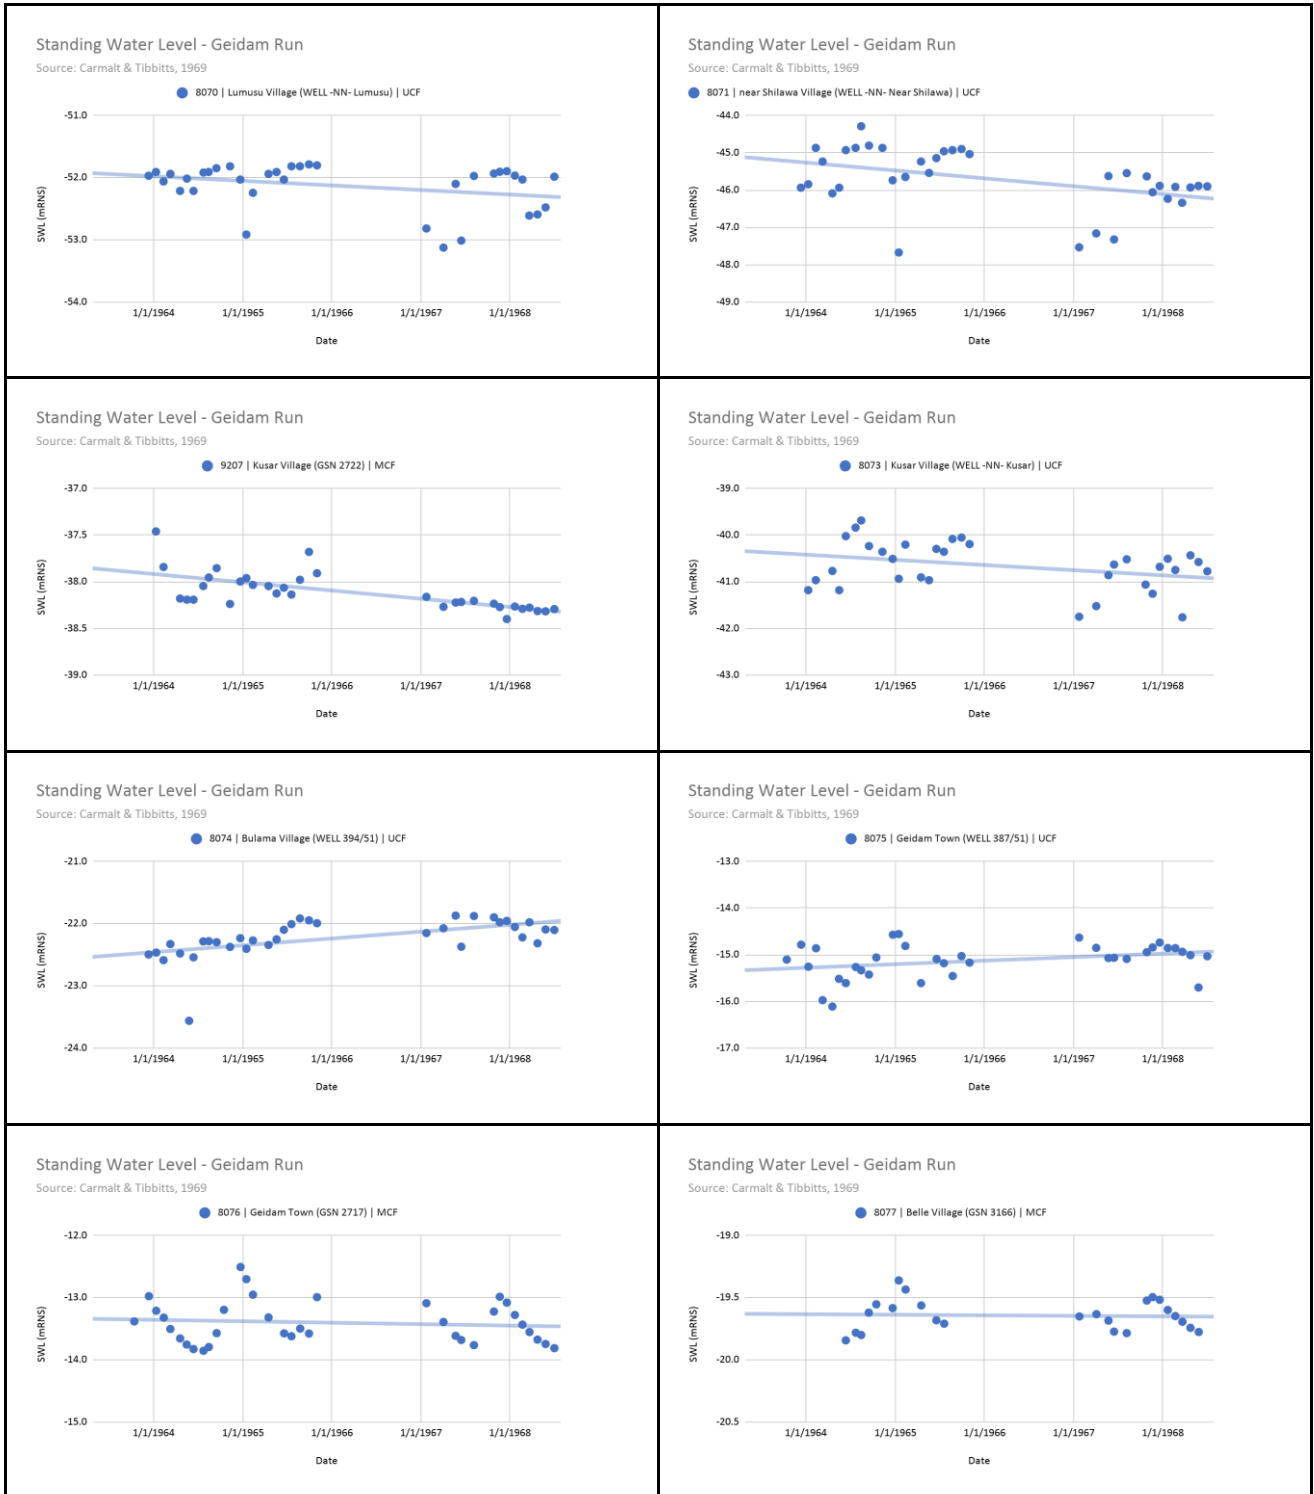 Standing Water Level - Geidam Run
Source: Carmalt & Tibbitts, 1969
8070 | Lumusu Village (WELL -NN- Lumusu) | UCF
-51.0
-52.0
-53.0
-54.0
SWL (mRNS)
1/1/1964 1/1/1965 1/1/1966 1/1/1967 1/1/1968
Date
Standing Water Level - Geidam Run
Source: Carmalt & Tibbitts, 1969
8071 | near Shilawa Village (WELL -NN- Near Shilawa) | UCF
-44.0
-45.0
-46.0
-47.0
-48.0
-49.0
SWL (mRNS)
1/1/1964 1/1/1965 1/1/1966 1/1/1967 1/1/1968
Date
Standing Water Level - Geidam Run
Source: Carmalt & Tibbitts, 1969
9207 | Kusar Village (GSN 2722) | MCF
-37.0
-37.5
-38.0
-38.5
-39.0
SWL (mRNS)
1/1/1964 1/1/1965 1/1/1966 1/1/1967 1/1/1968
Date
Standing Water Level - Geidam Run
Source: Carmalt & Tibbitts, 1969
8073 | Kusar Village (WELL -NN- Kusar) | UCF
-39.0
-40.0
-41.0
-42.0
-43.0
SWL (mRNS)
1/1/1964 1/1/1965 1/1/1966 1/1/1967 1/1/1968
Date
Standing Water Level - Geidam Run
Source: Carmalt & Tibbitts, 1969
8074 | Bulama Village (WELL 394/51) | UCF
-21.0
-22.0
-23.0
-24.0
SWL (mRNS)
1/1/1964 1/1/1965 1/1/1966 1/1/1967 1/1/1968
Date
Standing Water Level - Geidam Run
Source: Carmalt & Tibbitts, 1969
8075 | Geidam Town (WELL 387/51) | UCF
-13.0
-14.0
-15.0
-16.0
-17.0
SWL (mRNS)
1/1/1964 1/1/1965 1/1/1966 1/1/1967 1/1/1968
Date
Standing Water Level - Geidam Run
Source: Carmalt & Tibbitts, 1969
8076 | Geidam Town (GSN 2717) | MCF
-12.0
-13.0
-14.0
-15.0
SWL (mRNS)
1/1/1964 1/1/1965 1/1/1966 1/1/1967 1/1/1968
Date
Standing Water Level - Geidam Run
Source: Carmalt & Tibbitts, 1969
8077 | Belle Village (GSN 3166) | MCF
-19.0
-19.5
-20.0
-20.5
SWL (mRNS)
1/1/1964 1/1/1965 1/1/1966 1/1/1967 1/1/1968
Date